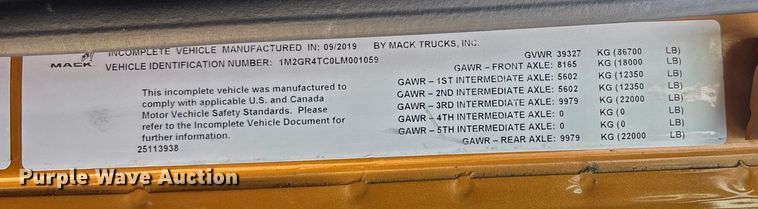 INCOMPLETE VEHICLE MANUFACTURED IN: 09/2019 BY MACK TRUCKS, INC.
MACK
VEHICLE IDENTIFICATION NUMBER: 1M2GR4TC0LM001059
This incomplete vehicle was manufactured to
comply with applicable U.S. and Canada
Motor Vechicle Safety Standards. Please
refer to the Incomplete Vehicle Document for
further information.
25113938
GVWR 39327 KG (86700 LB)
GAWR – FRONT AXLE: 8165 KG (18000 LB)
GAWR – 1ST INTERMEDIATE AXLE: 5602 KG (12350 LB)
GAWR – 2ND INTERMEDIATE AXLE: 5602 KG (12350 LB)
GAWR – 3RD INTERMEDIATE AXLE: 9979 KG (22000 LB)
GAWR – 4TH INTERMEDIATE AXLE: 0 KG (0 LB)
GAWR – 5TH INTERMEDIATE AXLE: 0 KG (0 LB)
GAWR – REAR AXLE: 9979 KG (22000 LB)
Purple Wave Auction